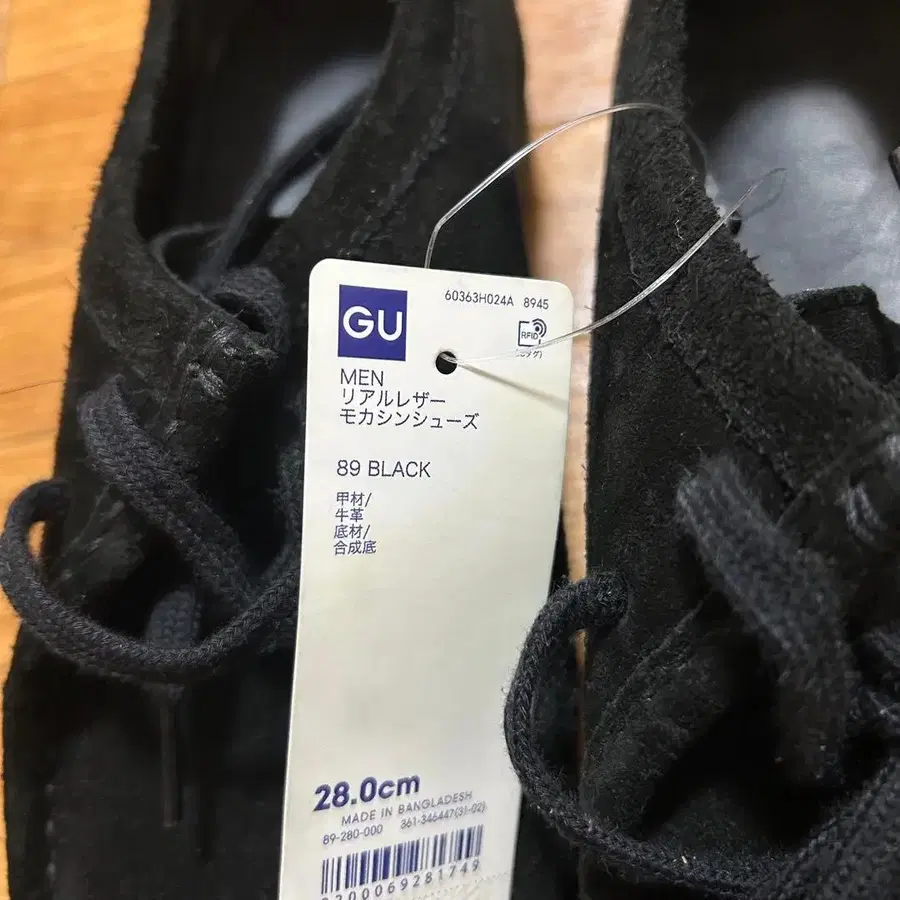 60363H024A 8945
GU
RFID
MEN
リアルレザー
モカシンシューズ
89 BLACK
甲材/
牛革
底材/
合成底
28.0cm
MADE IN BANGLADESH
89-280-000 361-346447(31-02)